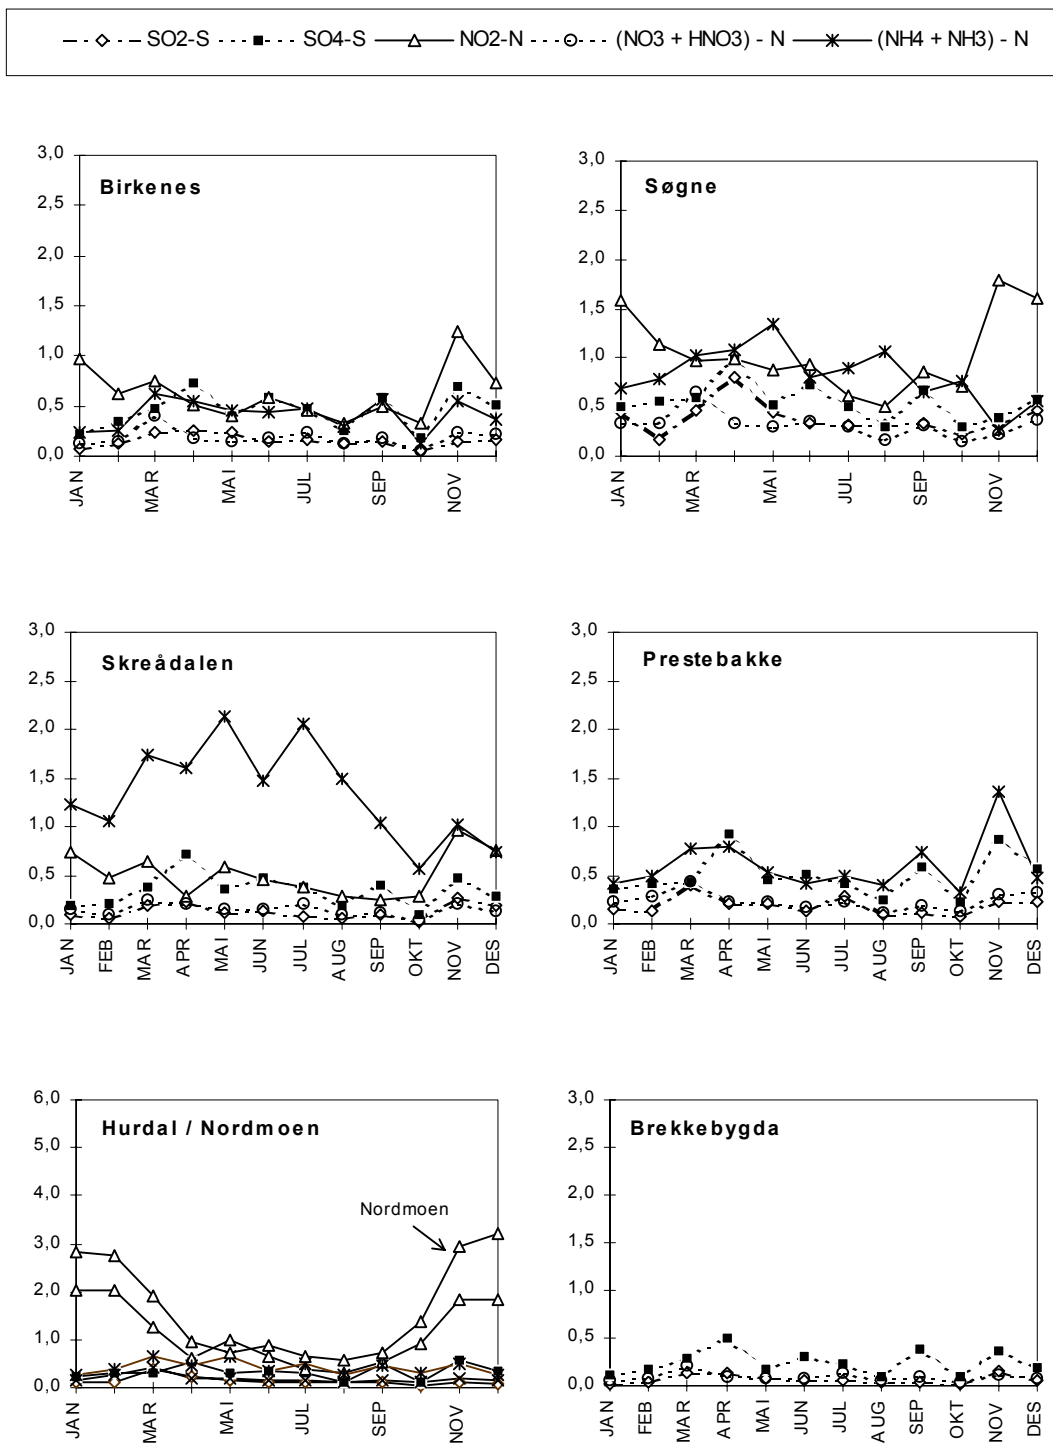 SO2-S SO4-S NO2-N (NO3 + HNO3) - N (NH4 + NH3) - N
Birkenes
3,0
2,5
2,0
1,5
1,0
0,5
0,0
JAN
MAR
MAI
JUL
SEP
NOV
Søgne
3,0
2,5
2,0
1,5
1,0
0,5
0,0
JAN
MAR
MAI
JUL
SEP
NOV
Skreådalen
3,0
2,5
2,0
1,5
1,0
0,5
0,0
JAN
FEB
MAR
APR
MAI
JUN
JUL
AUG
SEP
OKT
NOV
DES
Prestebakke
3,0
2,5
2,0
1,5
1,0
0,5
0,0
JAN
FEB
MAR
APR
MAI
JUN
JUL
AUG
SEP
OKT
NOV
DES
Hurdal / Nordmoen
6,0
5,0
4,0
3,0
2,0
1,0
0,0
Nordmoen
JAN
MAR
MAI
JUL
SEP
NOV
Brekkebygda
3,0
2,5
2,0
1,5
1,0
0,5
0,0
JAN
FEB
MAR
APR
MAI
JUN
JUL
AUG
SEP
OKT
NOV
DES